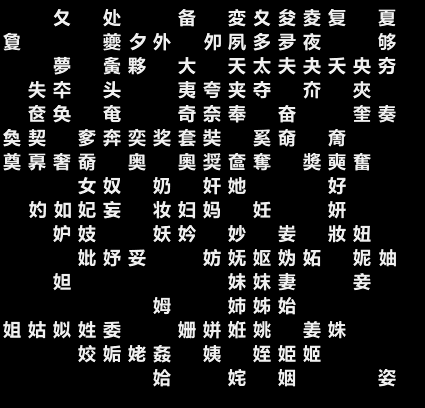 夂处备変夊夋夌复夏
夐夔夕外夘夙多夛夜够
夢夤夥大天太夫夬夭央夯
失夲头夷夸夹夺夼夾
奁奂奄奇奈奉奋奎奏
奐契奓奔奕奖套奘奚奛奝
奠奡奢奣奥奧奨奩奪奬奭奮
女奴奶奸她好
妁如妃妄妆妇妈妊妍
妒妓妖妗妙妛妝妞
妣妤妥妨妩妪妫妬妮妯
妲妹妺妻妾
姆姉姊始
姐姑姒姓委姗姘姙姚姜姝
姣姤姥姦姨姪姫姬
姶姹姻姿